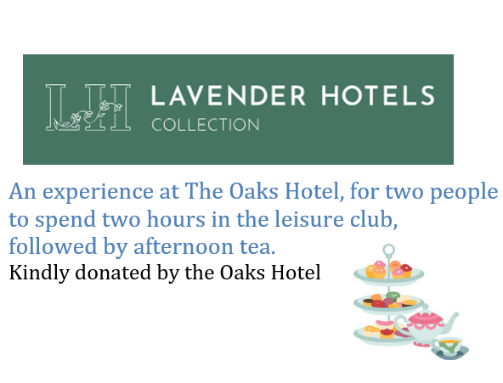 LH
LAVENDER HOTELS
COLLECTION
An experience at The Oaks Hotel, for two people
to spend two hours in the leisure club,
followed by afternoon tea.
Kindly donated by the Oaks Hotel